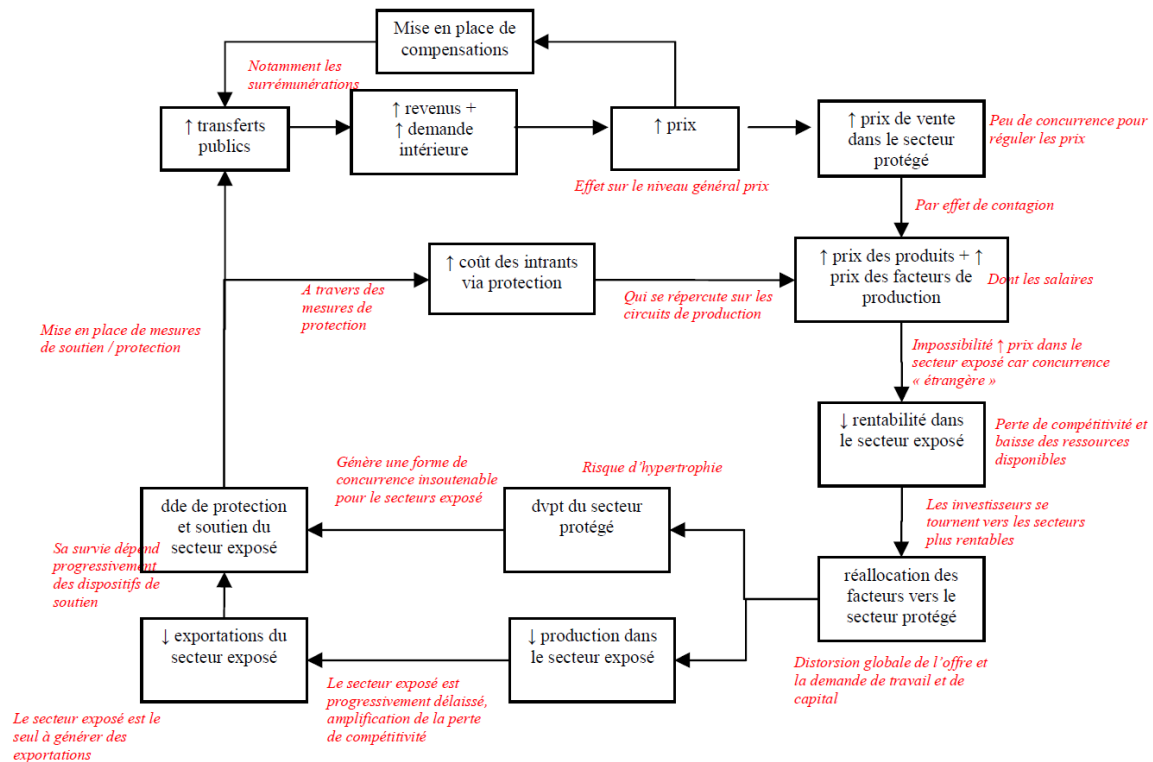 Mise en place de
compensations
Notamment les
surrémunérations
↑ transferts
publics
↑ revenus +
↑ demande
intérieure
↑ prix
↑ prix de vente
dans le secteur
protégé
Peu de concurrence pour
réguler les prix
Effet sur le niveau général prix
Par effet de contagion
↑ coût des intrants
via protection
↑ prix des produits + ↑
prix des facteurs de
production
Dont les salaires
A travers des
mesures de
protection
Qui se répercute sur les
circuits de production
Mise en place de mesures
de soutien / protection
Impossibilité ↑ prix dans le
secteur exposé car concurrence
« étrangère »
↓ rentabilité dans
le secteur exposé
Perte de compétitivité et
baisse des ressources
disponibles
Génère une forme de
concurrence insoutenable
pour le secteurs exposé
Risque d’hypertrophie
dde de protection
et soutien du
secteur exposé
dvpt du secteur
protégé
Les investisseurs se
tournent vers les secteurs
plus rentables
Sa survie dépend
progressivement
des dispositifs de
soutien
réallocation des
facteurs vers le
secteur protégé
↓ exportations du
secteur exposé
↓ production dans
le secteur exposé
Distorsion globale de l’offre et
la demande de travail et de
capital
Le secteur exposé est
progressivement délaissé,
amplification de la perte
de compétitivité
Le secteur exposé est le
seul à générer des
exportations